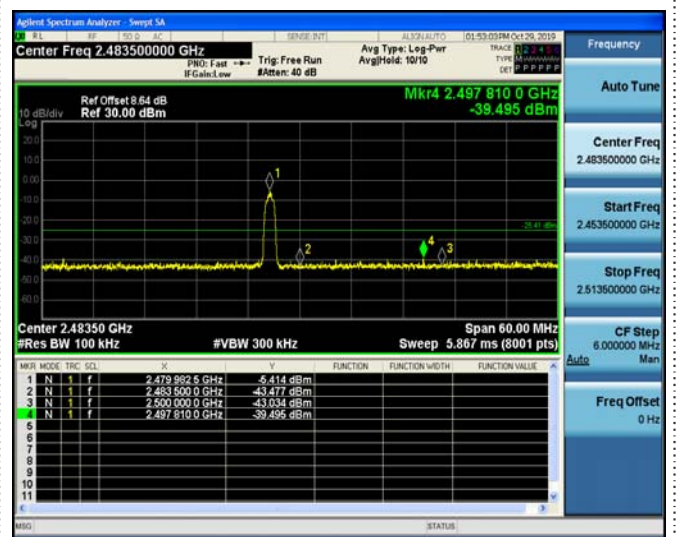 Agilent Spectrum Analyzer - Swept SA
RL RF 50 Ω AC SENSE:INT ALIGN AUTO 01:53:03 PM Oct 29, 2019
Center Freq 2.483500000 GHz
PNO: Fast Trig: Free Run
IFGain:Low #Atten: 40 dB
Avg Type: Log-Pwr
Avg|Hold: 10/10
TRACE 1 2 3 4 5 6
TYPE
DET P P P P P P
Ref Offset 8.64 dB
10 dB/div Ref 30.00 dBm
Log
Mkr4 2.497 810 0 GHz
-39.495 dBm
20.0
10.0
0.00
-10.0
-20.0
-30.0
-40.0
-50.0
-60.0
1
2
4
3
-25.41 dBm
Center 2.48350 GHz Span 60.00 MHz
#Res BW 100 kHz #VBW 300 kHz Sweep 5.867 ms (8001 pts)
MKR MODE TRC SCL X Y FUNCTION FUNCTION WIDTH FUNCTION VALUE
1 N 1 f 2.479 982 5 GHz -5.414 dBm
2 N 1 f 2.483 500 0 GHz -43.477 dBm
3 N 1 f 2.500 000 0 GHz -43.034 dBm
4 N 1 f 2.497 810 0 GHz -39.495 dBm
5
6
7
8
9
10
11
MSG STATUS
Frequency
Auto Tune
Center Freq
2.483500000 GHz
Start Freq
2.453500000 GHz
Stop Freq
2.513500000 GHz
CF Step
6.000000 MHz
Auto Man
Freq Offset
0 Hz